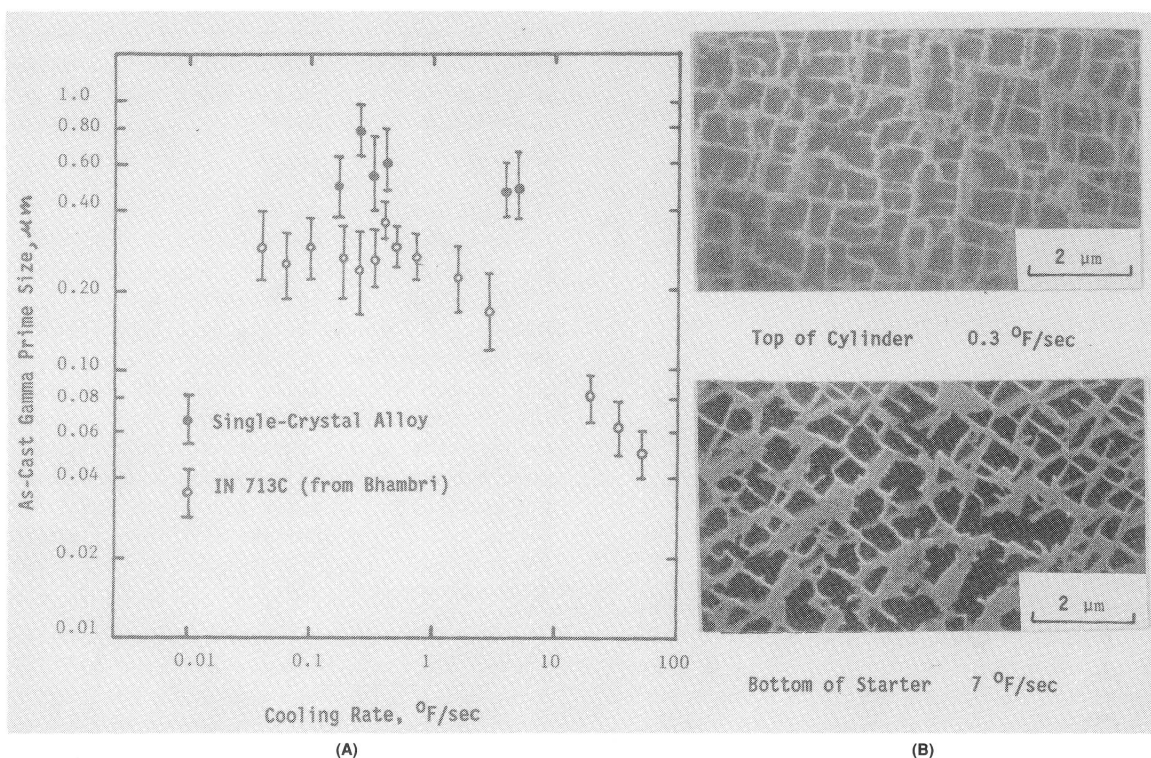 1.0
0.80
0.60
0.40
0.20
0.10
0.08
0.06
0.04
0.02
0.01
As-Cast Gamma Prime Size, μm
Single-Crystal Alloy
IN 713C (from Bhambri)
0.01 0.1 1 10 100
Cooling Rate, °F/sec
(A)
2 μm
Top of Cylinder 0.3 °F/sec
2 μm
Bottom of Starter 7 °F/sec
(B)